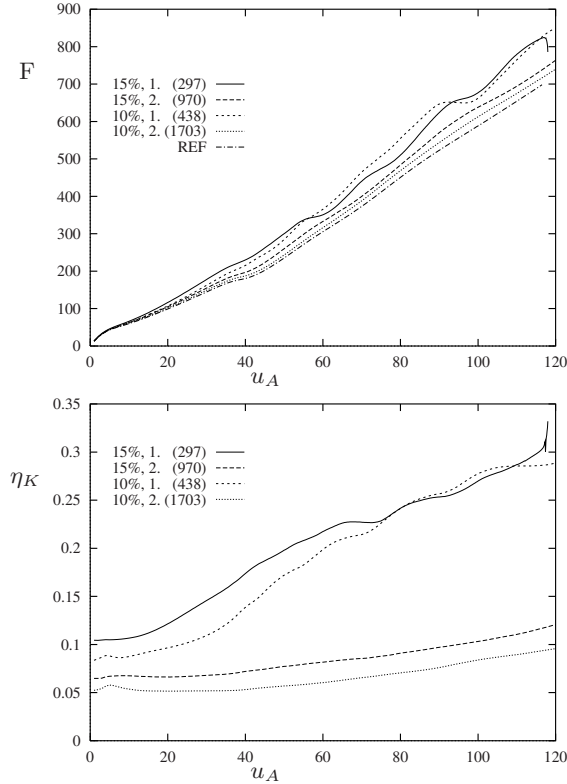 900
800
F
700
600
500
400
300
200
100
0
15%, 1. (297)
15%, 2. (970)
10%, 1. (438)
10%, 2. (1703)
REF
0 20 40 60 80 100 120
u_A
0.35
0.3
η_K
0.25
0.2
0.15
0.1
0.05
0
15%, 1. (297)
15%, 2. (970)
10%, 1. (438)
10%, 2. (1703)
0 20 40 60 80 100 120
u_A